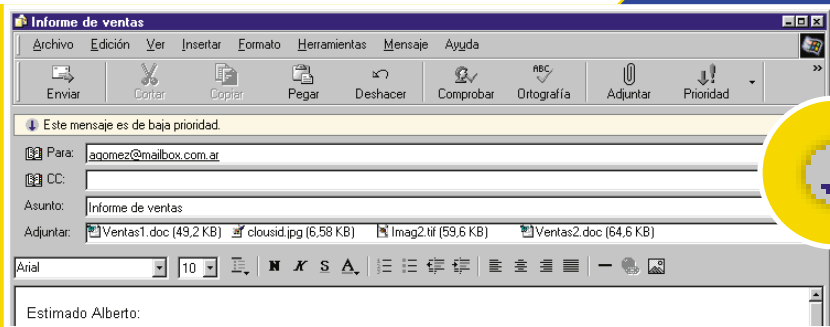 Informe de ventas
Archivo Edición Ver Insertar Formato Herramientas Mensaje Ayuda
ABC
Enviar Cortar Copiar Pegar Deshacer Comprobar Ortografía Adjuntar Prioridad
Este mensaje es de baja prioridad.
Para: agomez@mailbox.com.ar
CC:
Asunto: Informe de ventas
Adjuntar: Ventas1.doc (49,2 KB) clousid.jpg (6,58 KB) Imag2.tif (59,6 KB) Ventas2.doc (64,6 KB)
Arial 10 N K S A
Estimado Alberto: